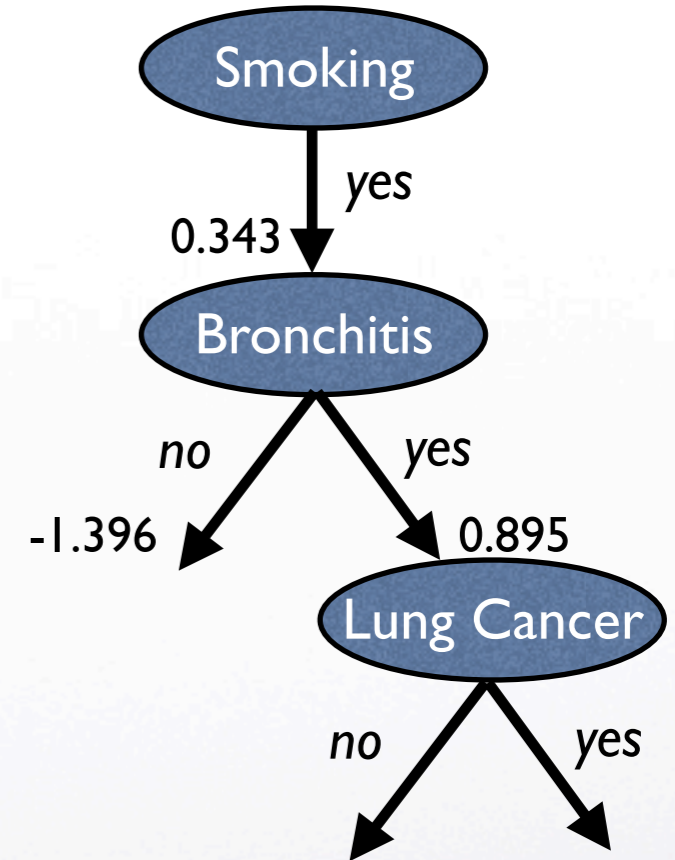 Smoking
yes
0.343
Bronchitis
no
yes
-1.396
0.895
Lung Cancer
no
yes